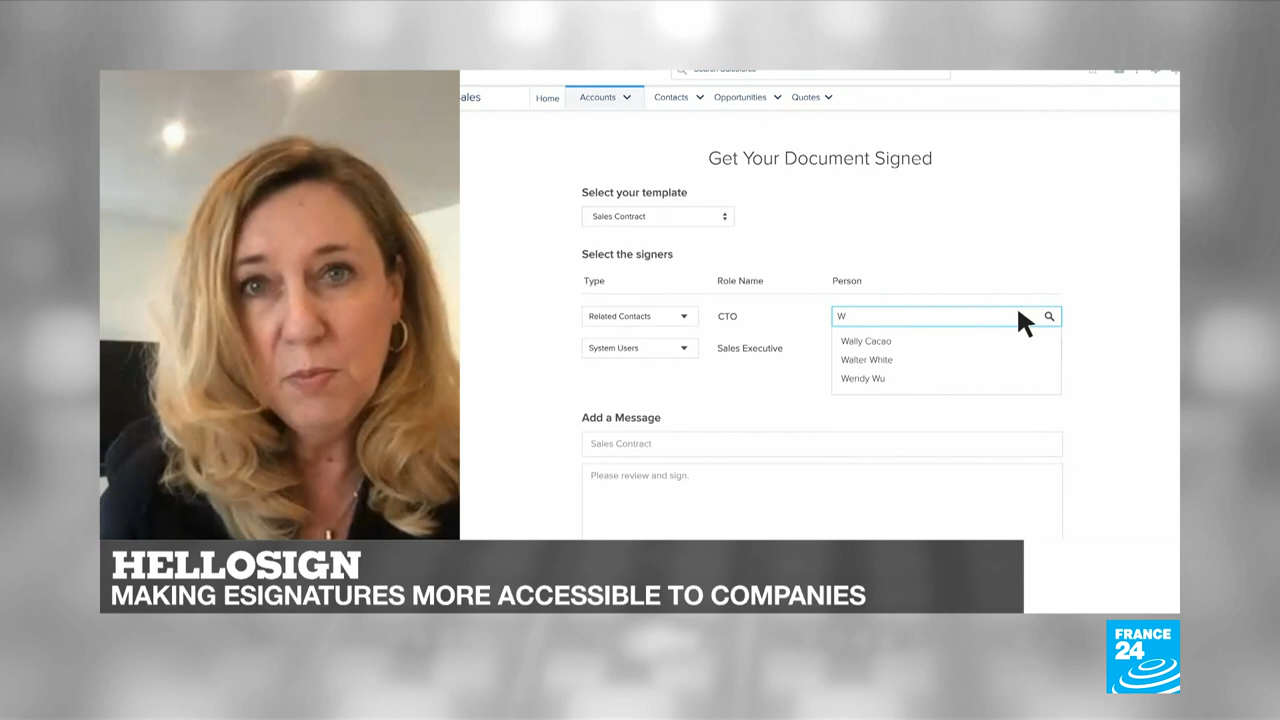 ales
Home Accounts Contacts Opportunities Quotes
Get Your Document Signed
Select your template
Sales Contract
Select the signers
Type Role Name Person
Related Contacts CTO W
System Users Sales Executive
Wally Cacao
Walter White
Wendy Wu
Add a Message
Sales Contract
Please review and sign.
HELLOSIGN
MAKING ESIGNATURES MORE ACCESSIBLE TO COMPANIES
FRANCE
24